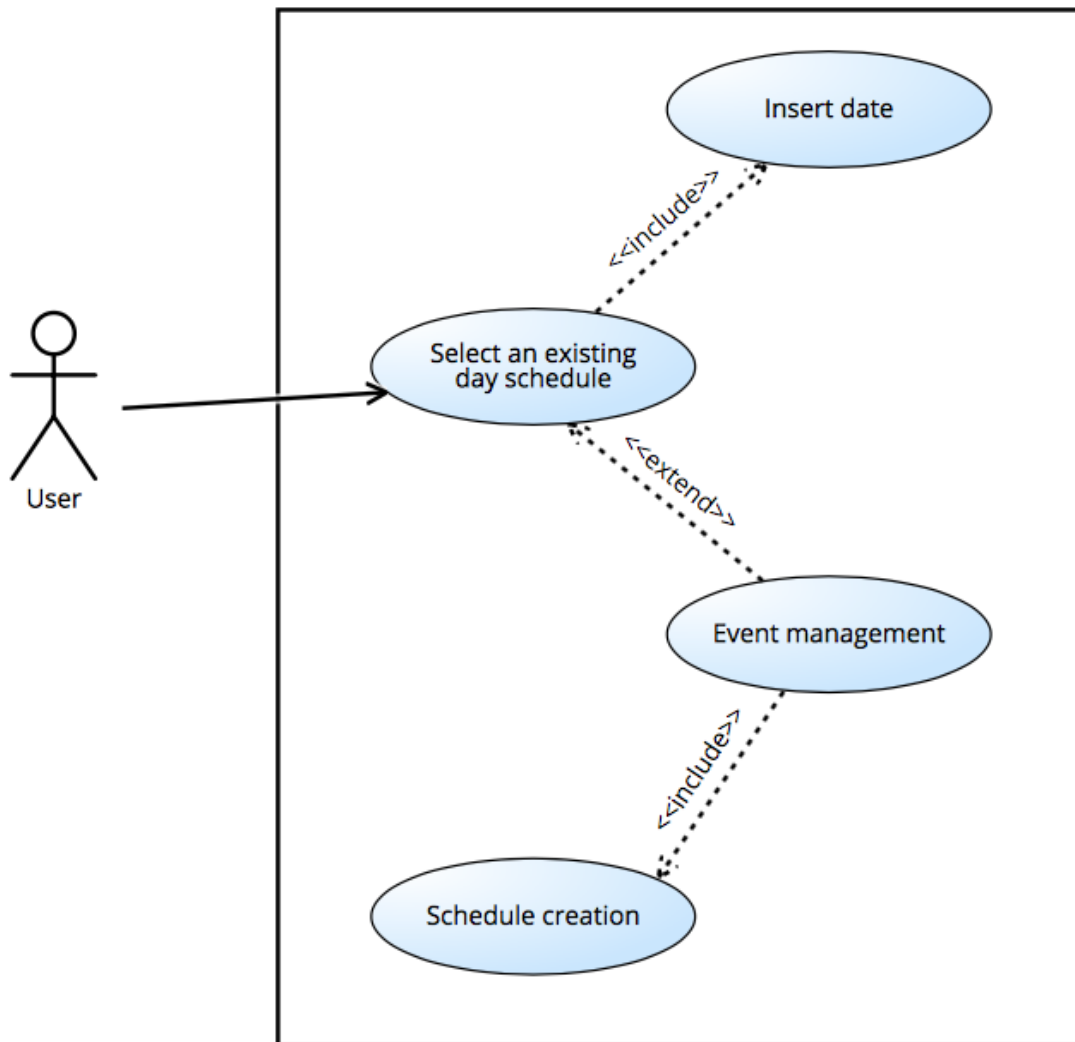 Insert date
<<include>>
Select an existing
day schedule
User
<<extend>>
Event management
<<include>>
Schedule creation